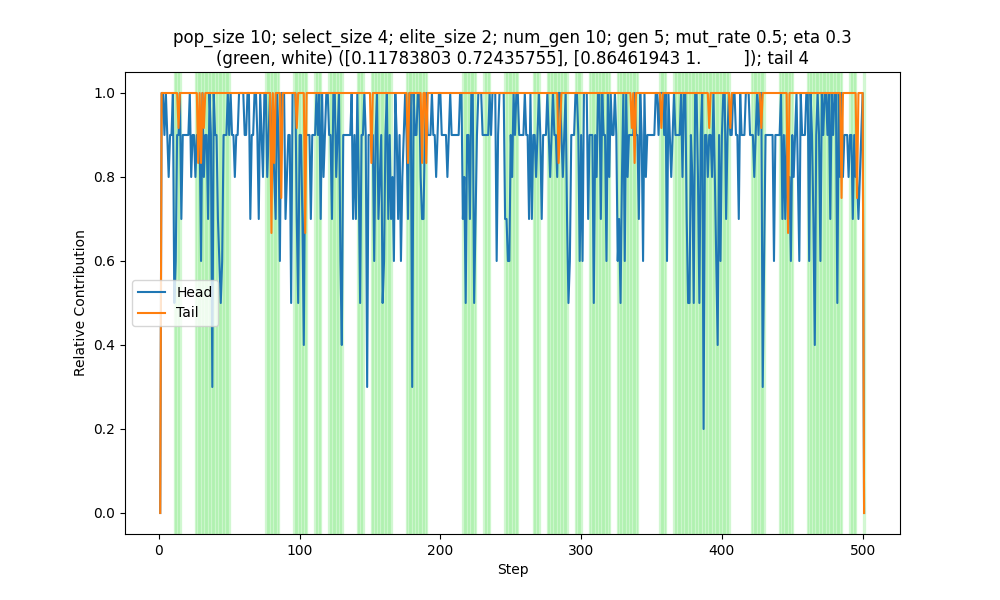 pop_size 10; select_size 4; elite_size 2; num_gen 10; gen 5; mut_rate 0.5; eta 0.3
(green, white) ([0.11783803 0.72435755], [0.86461943 1.        ]); tail 4
1.0
0.8
0.6
0.4
0.2
0.0
Relative Contribution
Head
Tail
0
100
200
300
400
500
Step